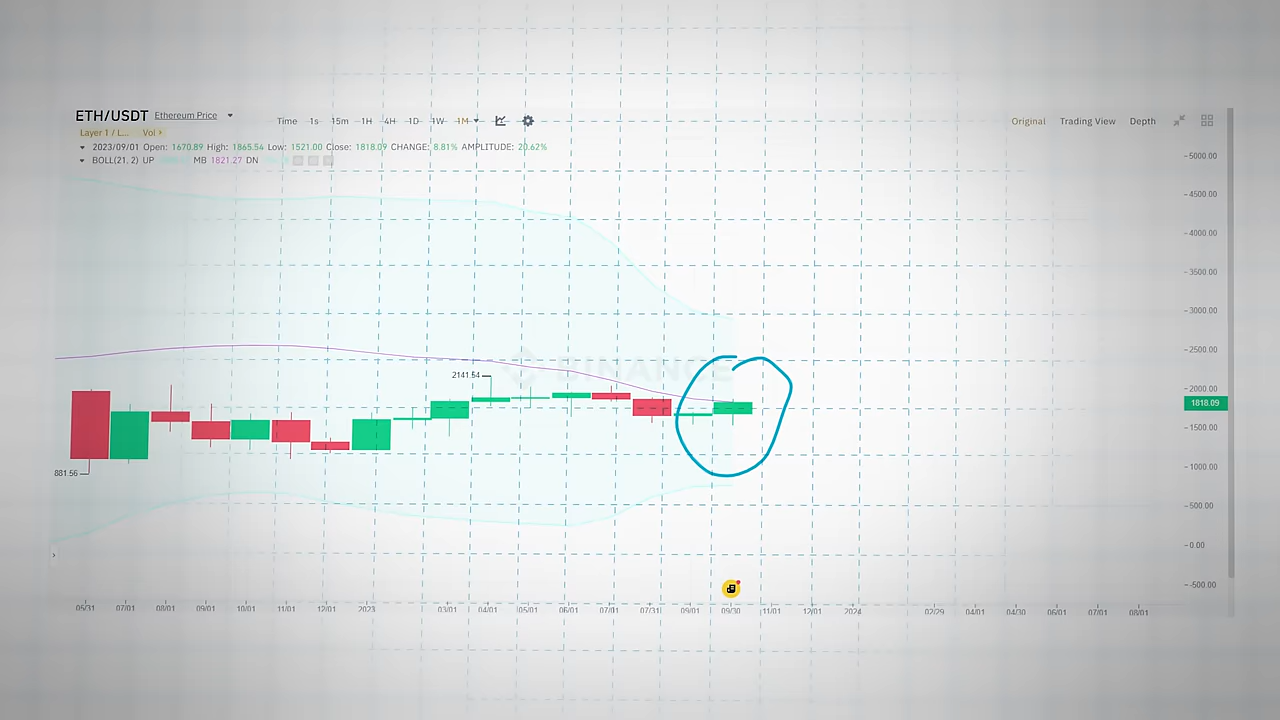 ETH/USDT Ethereum Price
Time 1s 15m 1H 4H 1D 1W 1M
Original Trading View Depth
Layer 1 / L... Vol >
2023/09/01 Open: 1670.89 High: 1865.54 Low: 1521.00 Close: 1818.09 CHANGE: 8.81% AMPLITUDE: 20.62%
BOLL(21, 2) UP MB 1821.27 DN
5000.00
4500.00
4000.00
3500.00
3000.00
2500.00
BINANCE
2141.54
2000.00
1818.09
1500.00
1000.00
881.56
500.00
0.00
-500.00
05/31 07/01 08/01 09/01 10/01 11/01 12/01 2023 03/01 04/01 05/01 06/01 07/01 07/31 09/01 09/30 11/01 12/01 2024 02/29 04/01 04/30 06/01 07/01 08/01